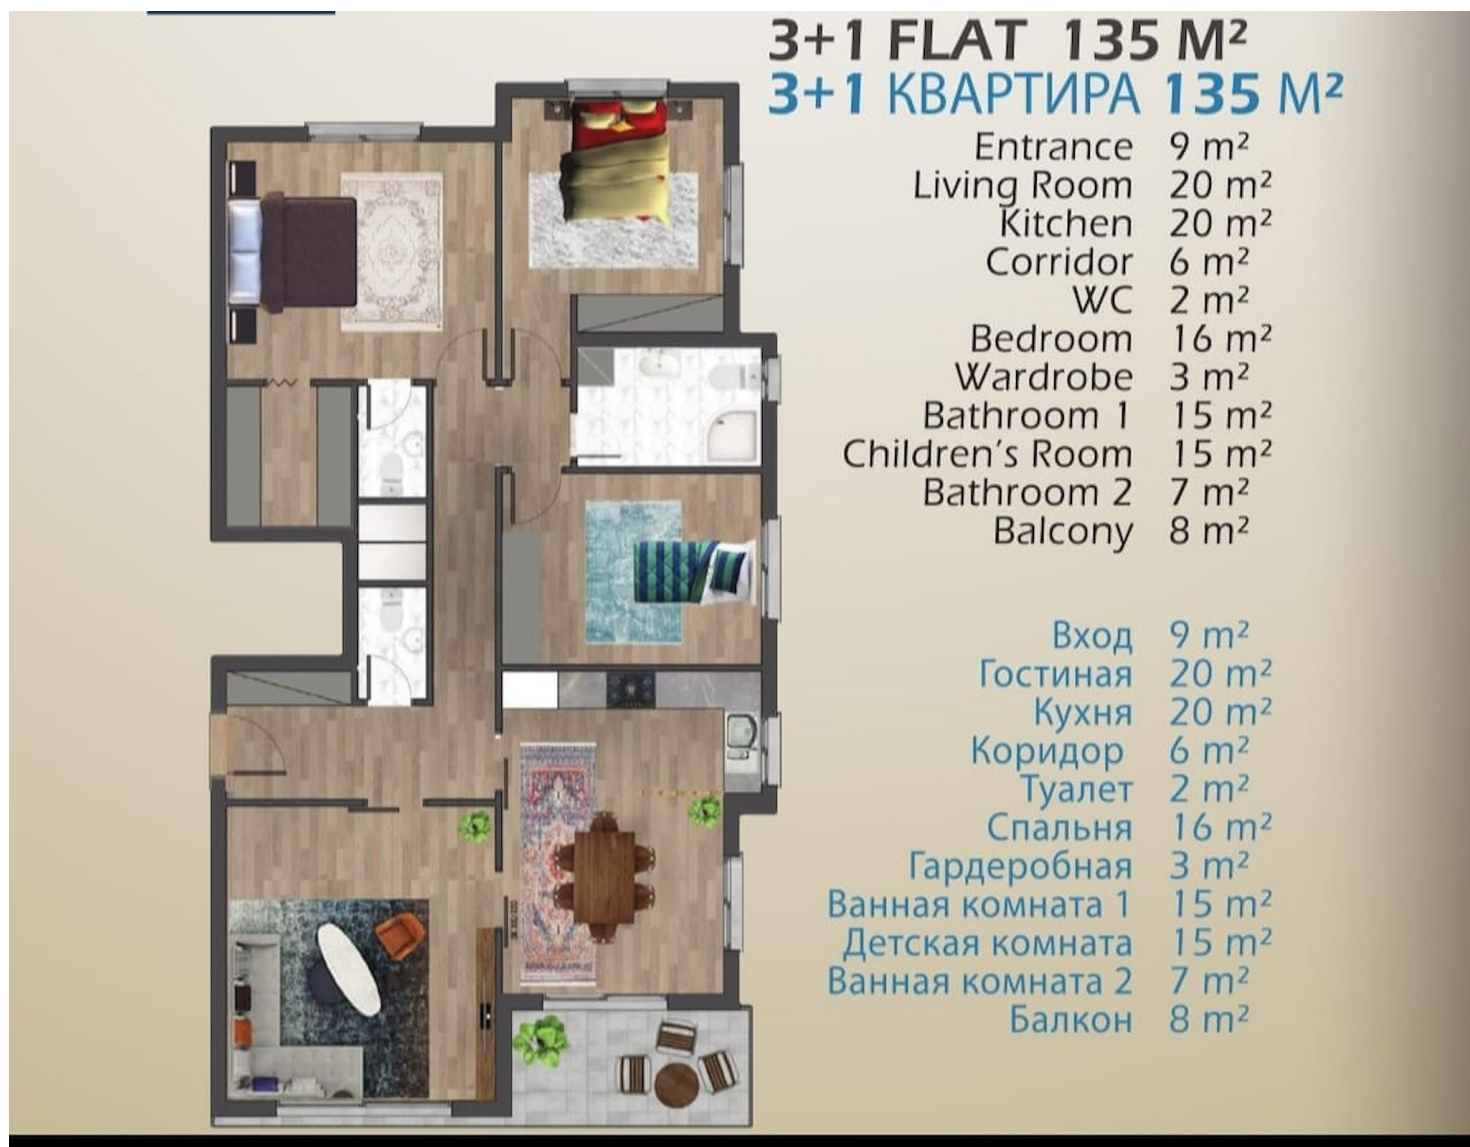 3+1 FLAT 135 M²
3+1 КВАРТИРА 135 М²
Entrance 9 m²
Living Room 20 m²
Kitchen 20 m²
Corridor 6 m²
WC 2 m²
Bedroom 16 m²
Wardrobe 3 m²
Bathroom 1 15 m²
Children's Room 15 m²
Bathroom 2 7 m²
Balcony 8 m²
Вход 9 m²
Гостиная 20 m²
Кухня 20 m²
Коридор 6 m²
Туалет 2 m²
Спальня 16 m²
Гардеробная 3 m²
Ванная комната 1 15 m²
Детская комната 15 m²
Ванная комната 2 7 m²
Балкон 8 m²